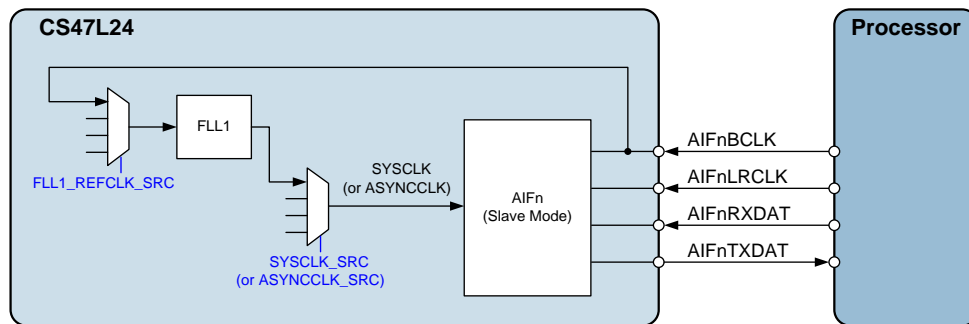 CS47L24
Processor
FLL1
FLL1_REFCLK_SRC
SYSCLK
(or ASYNCCLK)
SYSCLK_SRC
(or ASYNCCLK_SRC)
AIFn
(Slave Mode)
AIFnBCLK
AIFnLRCLK
AIFnRXDAT
AIFnTXDAT